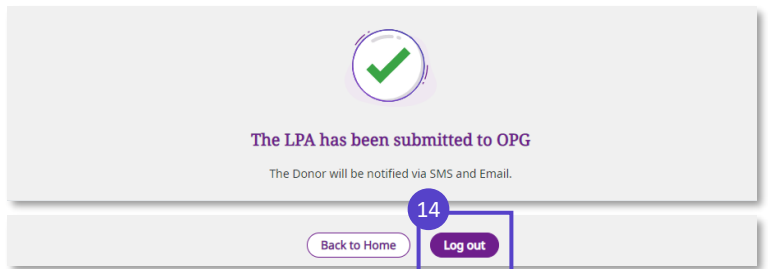 The LPA has been submitted to OPG
The Donor will be notified via SMS and Email.
14
Back to Home
Log out